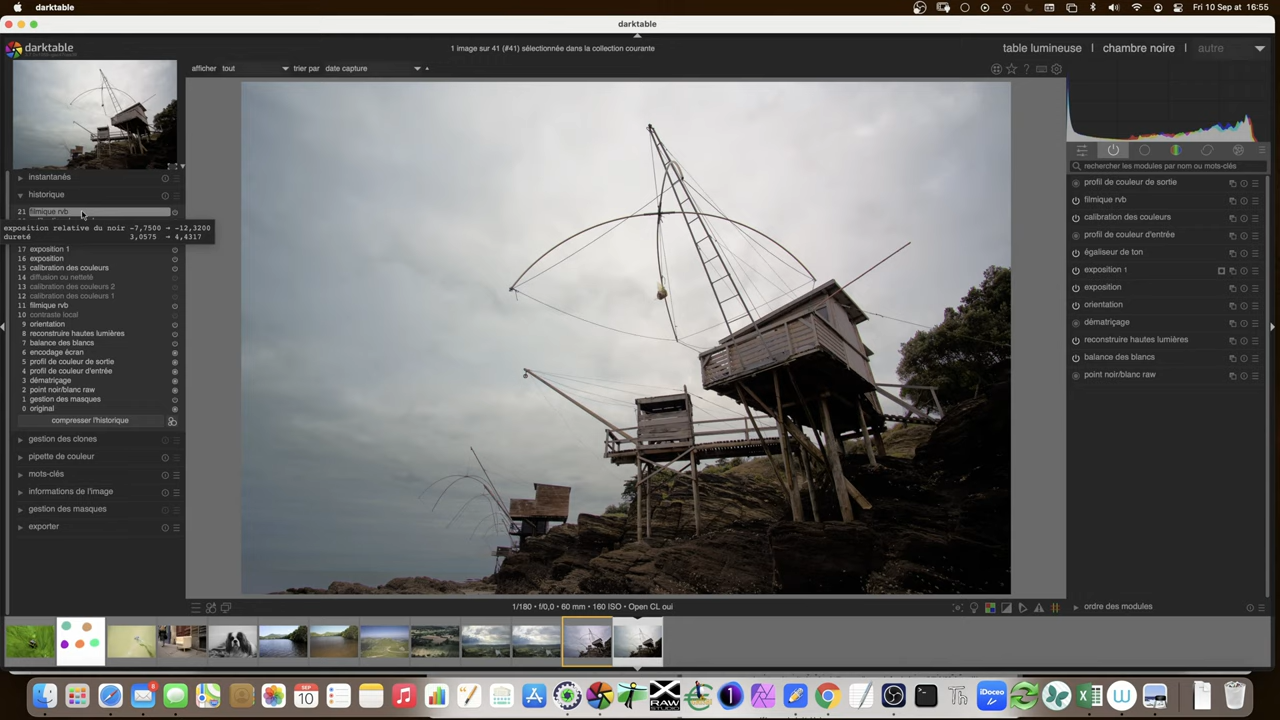 darktable
Fri 10 Sep at 16:55
darktable
darktable
1 image sur 41 (#41) sélectionnée dans la collection courante
table lumineuse | chambre noire | autre
afficher tout
trier par date capture
instantanés
historique
21 filmique rvb
exposition relative du noir -7,7500 → -12,3200
dureté 3,0575 → 4,4317
17 exposition 1
16 exposition
15 calibration des couleurs
14 diffusion ou netteté
13 calibration des couleurs 2
12 calibration des couleurs 1
11 filmique rvb
10 contraste local
9 orientation
8 reconstruire hautes lumières
7 balance des blancs
6 encodage écran
5 profil de couleur de sortie
4 profil de couleur d'entrée
3 dématriçage
2 point noir/blanc raw
1 gestion des masques
0 original
compresser l'historique
gestion des clones
pipette de couleur
mots-clés
informations de l'image
gestion des masques
exporter
1/180 • f/0,0 • 60 mm • 160 ISO • Open CL oui
rechercher les modules par nom ou mots-clés
profil de couleur de sortie
filmique rvb
calibration des couleurs
profil de couleur d'entrée
égaliseur de ton
exposition 1
exposition
orientation
dématriçage
reconstruire hautes lumières
balance des blancs
point noir/blanc raw
ordre des modules
SEP
10
X
RAW
STUDIO
iDoceo